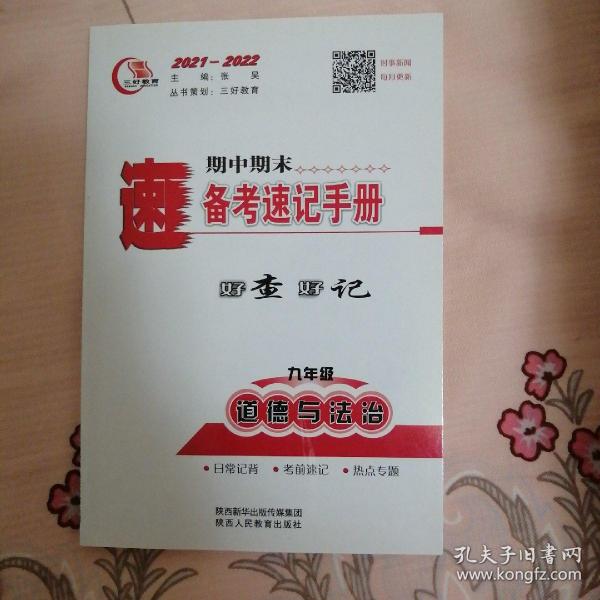 三好教育
2021-2022
主 编：张 昊
丛书策划：三好教育
时事新闻
每月更新
速
期中期末
备考速记手册
好查 好记
九年级
道德与法治
·日常记背 ·考前速记 ·热点专题
陕西新华出版传媒集团
陕西人民教育出版社
孔夫子旧书网
www.kongfz.com